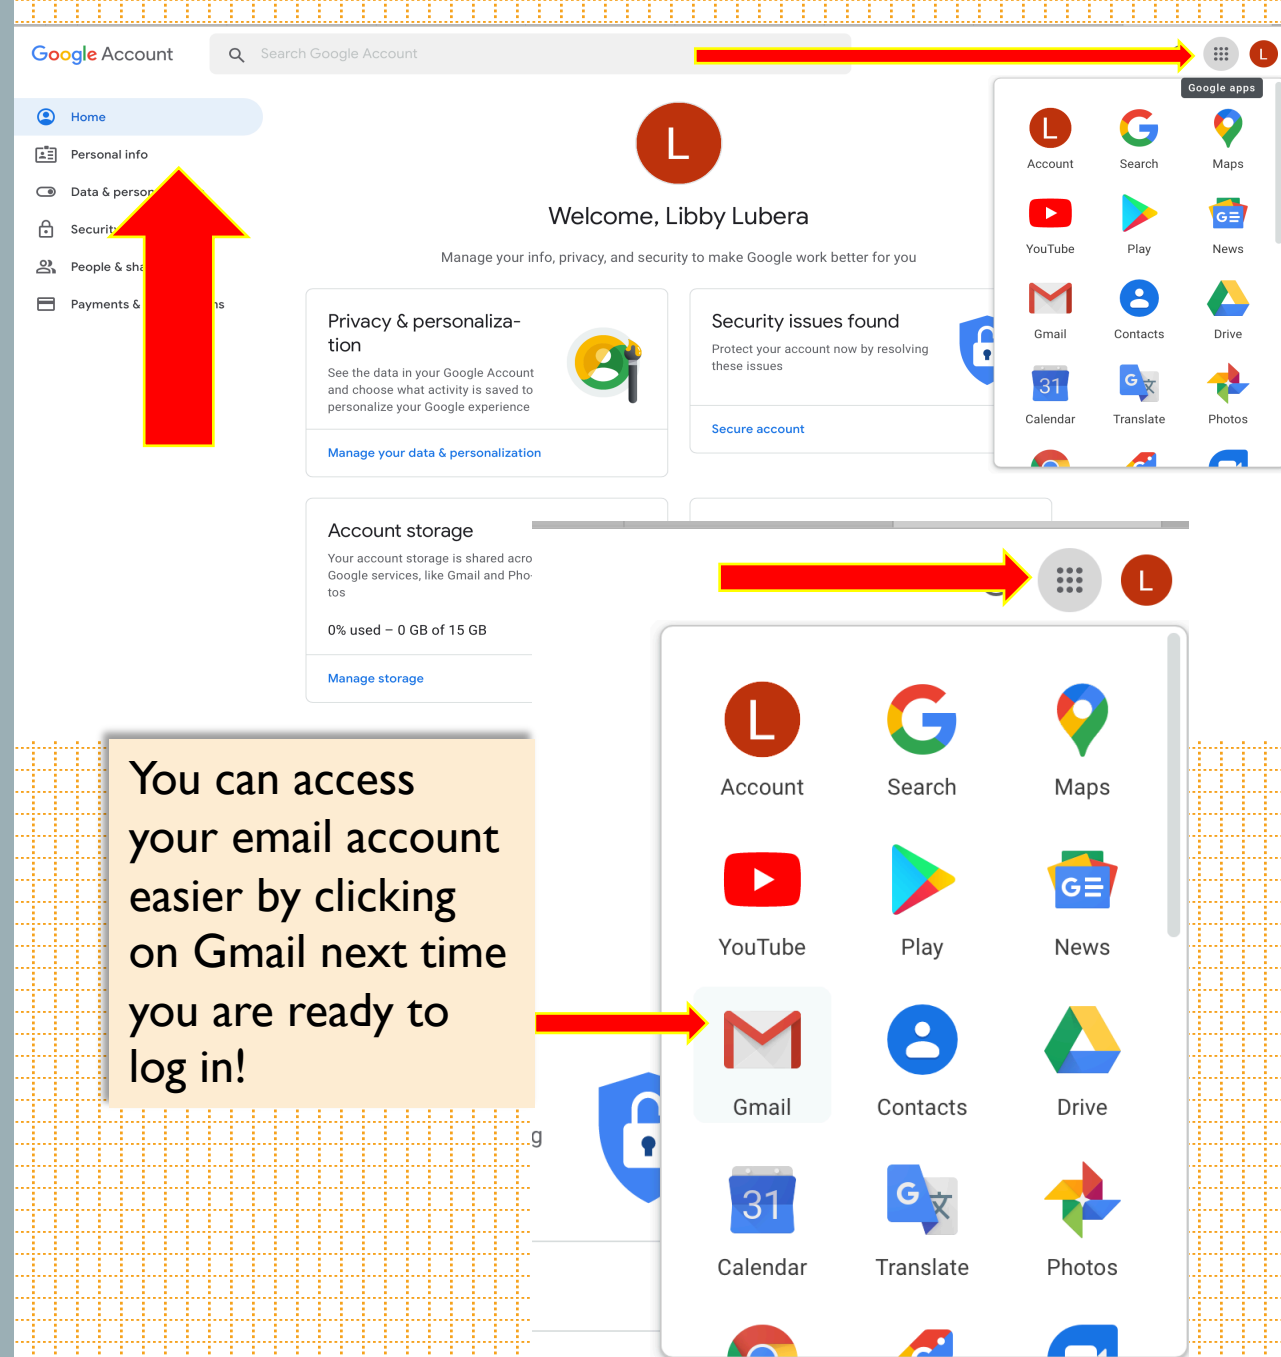 Google Account
Search Google Account
L
Google apps
Home
Personal info
Data &
People &
Payments &
L
Welcome, Libby Lubera
Manage your info, privacy, and security to make Google work better for you
Privacy & personaliza-
tion
See the data in your Google Account
and choose what activity is saved to
personalize your Google experience
Manage your data & personalization
Security issues found
Protect your account now by resolving
these issues
Secure account
L G
Account Search Maps
GE
YouTube Play News
Gmail Contacts Drive
31 G 文
Calendar Translate Photos
Account storage
Your account storage is shared
Google services, like Gmail and Pho-
tos
0% used – 0 GB of 15 GB
Manage storage
L
L G
Account Search Maps
GE
YouTube Play News
Gmail Contacts Drive
31 G 文
Calendar Translate Photos
You can access
your email account
easier by clicking
on Gmail next time
you are ready to
log in!
g